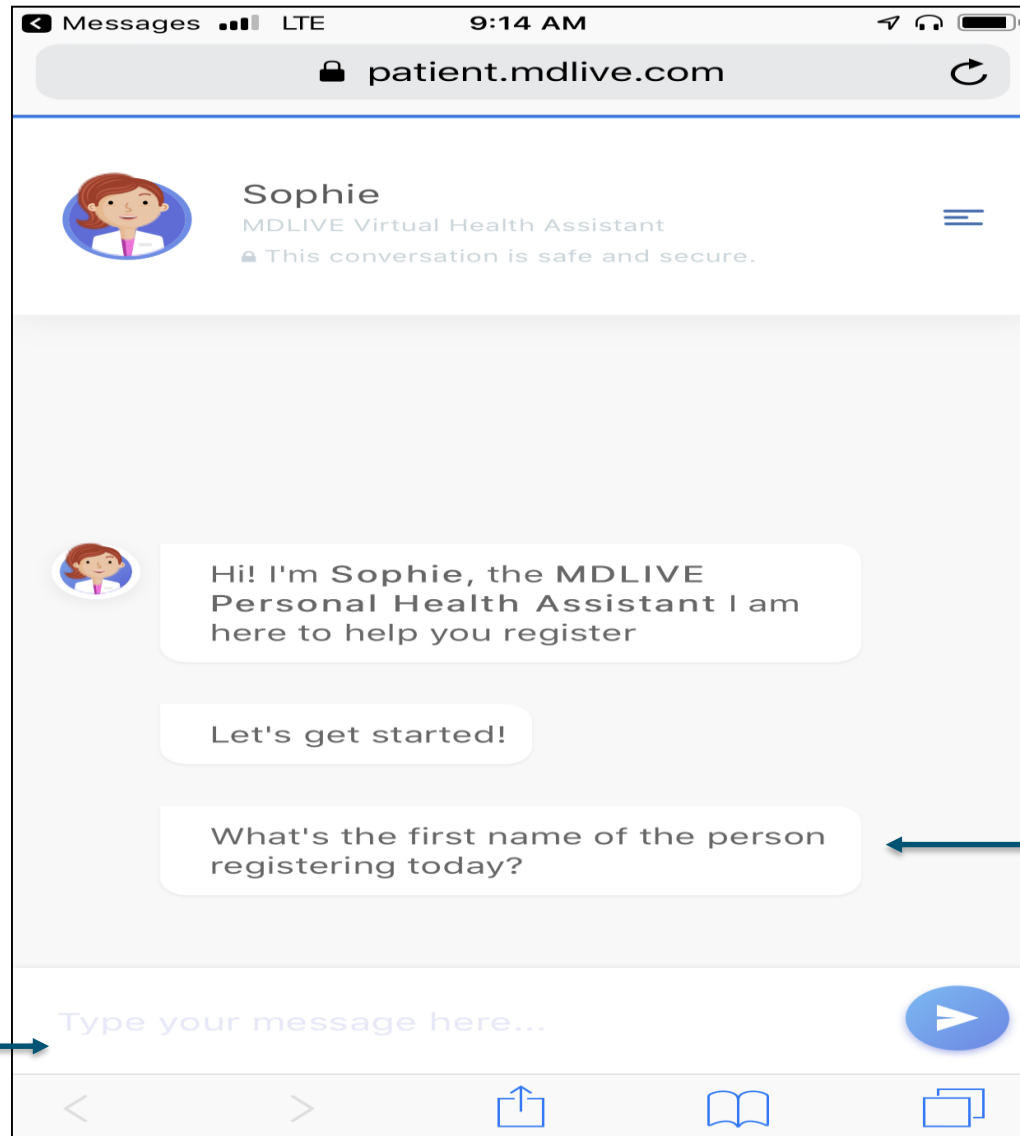 Messages LTE 9:14 AM
patient.mdlive.com
Sophie
MDLIVE Virtual Health Assistant
This conversation is safe and secure.
Hi! I'm Sophie, the MDLIVE
Personal Health Assistant I am
here to help you register
Let's get started!
What's the first name of the person
registering today?
Type your message here...